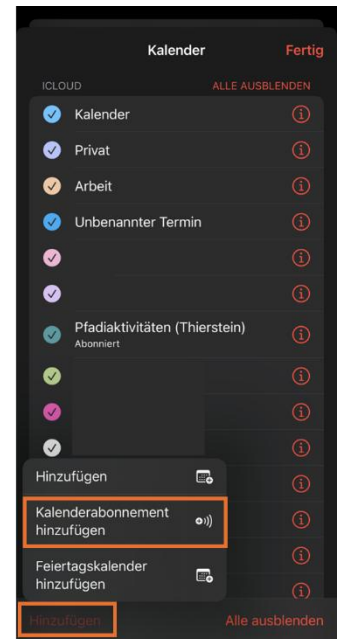 Kalender
Fertig
ICLOUD
ALLE AUSBLENDEN
Kalender
Privat
Arbeit
Unbenannter Termin
Pfadiaktivitäten (Thierstein)
Abonniert
Hinzufügen
Kalenderabonnement
hinzufügen
Feiertagskalender
hinzufügen
Hinzufügen
Alle ausblenden